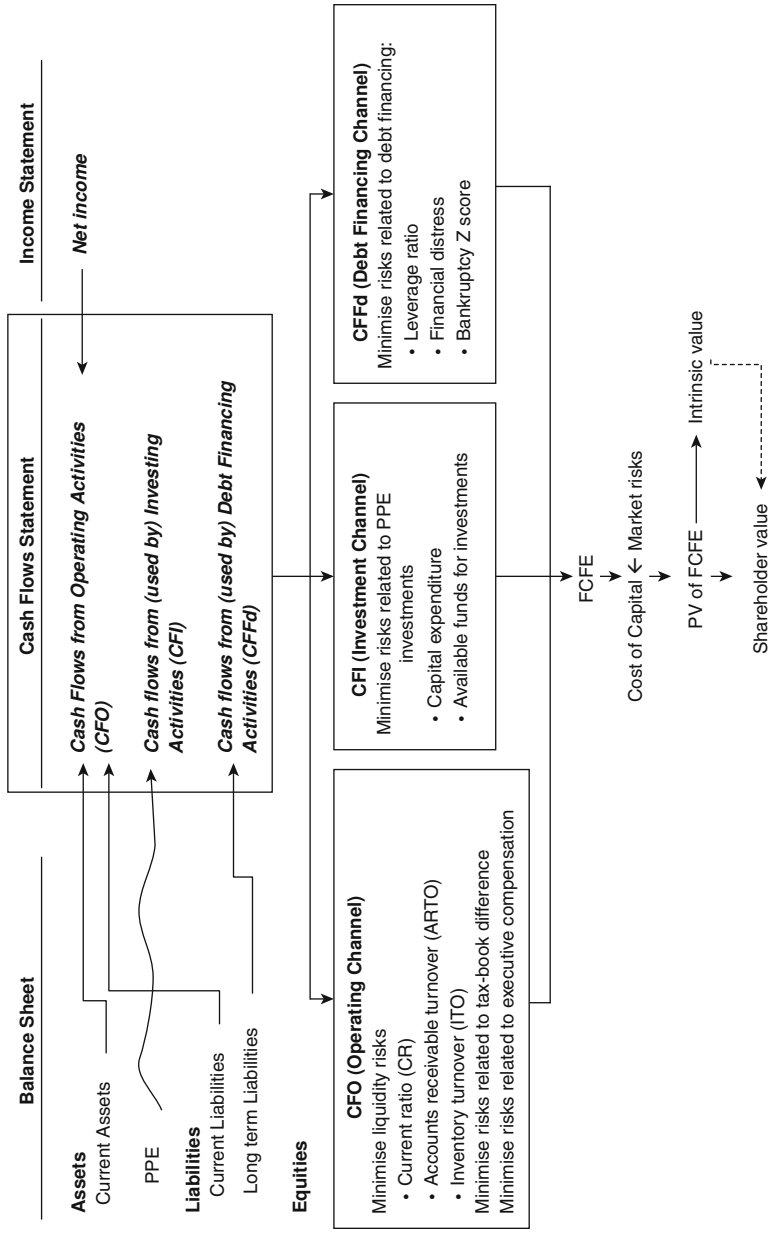 Balance Sheet
Cash Flows Statement
Income Statement
Assets
Current Assets
PPE
Liabilities
Current Liabilities
Long term Liabilities
Equities
Cash Flows from Operating Activities
(CFO)
Cash flows from (used by) Investing
Activities (CFI)
Cash flows from (used by) Debt Financing
Activities (CFFd)
Net income
CFO (Operating Channel)
Minimise liquidity risks
• Current ratio (CR)
• Accounts receivable turnover (ARTO)
• Inventory turnover (ITO)
Minimise risks related to tax-book difference
Minimise risks related to executive compensation
CFI (Investment Channel)
Minimise risks related to PPE
investments
• Capital expenditure
• Available funds for investments
CFFd (Debt Financing Channel)
Minimise risks related to debt financing:
• Leverage ratio
• Financial distress
• Bankruptcy Z score
FCFE
Cost of Capital ← Market risks
PV of FCFE
Intrinsic value
Shareholder value